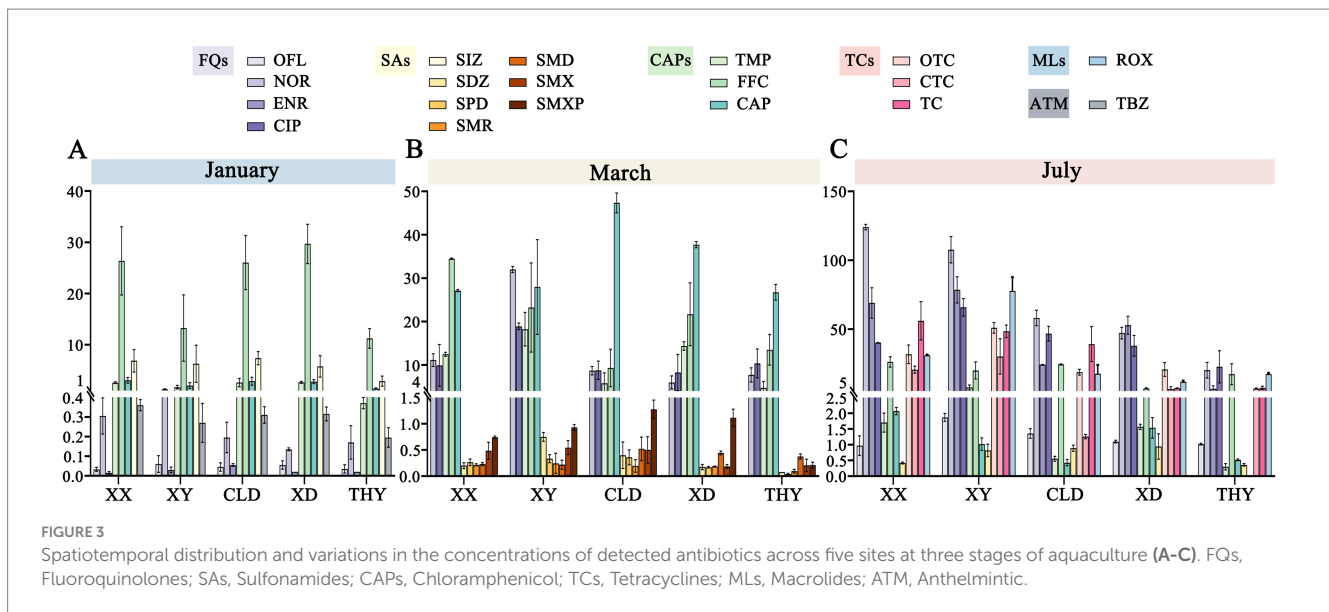 FQs
OFL
NOR
ENR
CIP
SAs
SIZ
SDZ
SPD
SMR
SMD
SMX
SMXP
CAPs
TMP
FFC
CAP
TCs
OTC
CTC
TC
MLs
ROX
ATM
TBZ
A
January
40
30
20
10
1
0.4
0.3
0.2
0.1
0.0
XX XY CLD XD THY
B
March
50
40
30
20
10
4
1.5
1.0
0.5
0.0
XX XY CLD XD THY
C
July
150
100
50
5
2.5
2.0
1.5
1.0
0.5
0.0
XX XY CLD XD THY
FIGURE 3
Spatiotemporal distribution and variations in the concentrations of detected antibiotics across five sites at three stages of aquaculture (A-C). FQs,
Fluoroquinolones; SAs, Sulfonamides; CAPs, Chloramphenicol; TCs, Tetracyclines; MLs, Macrolides; ATM, Anthelmintic.